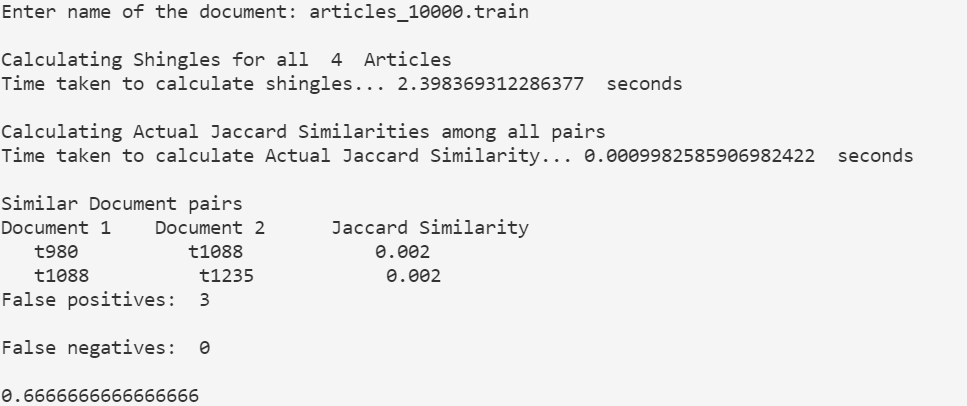 Enter name of the document: articles_10000.train
Calculating Shingles for all  4  Articles
Time taken to calculate shingles... 2.398369312286377  seconds
Calculating Actual Jaccard Similarities among all pairs
Time taken to calculate Actual Jaccard Similarity... 0.0009982585906982422  seconds
Similar Document pairs
Document 1    Document 2      Jaccard Similarity
   t980          t1088            0.002
   t1088          t1235            0.002
False positives:  3
False negatives:  0
0.6666666666666666